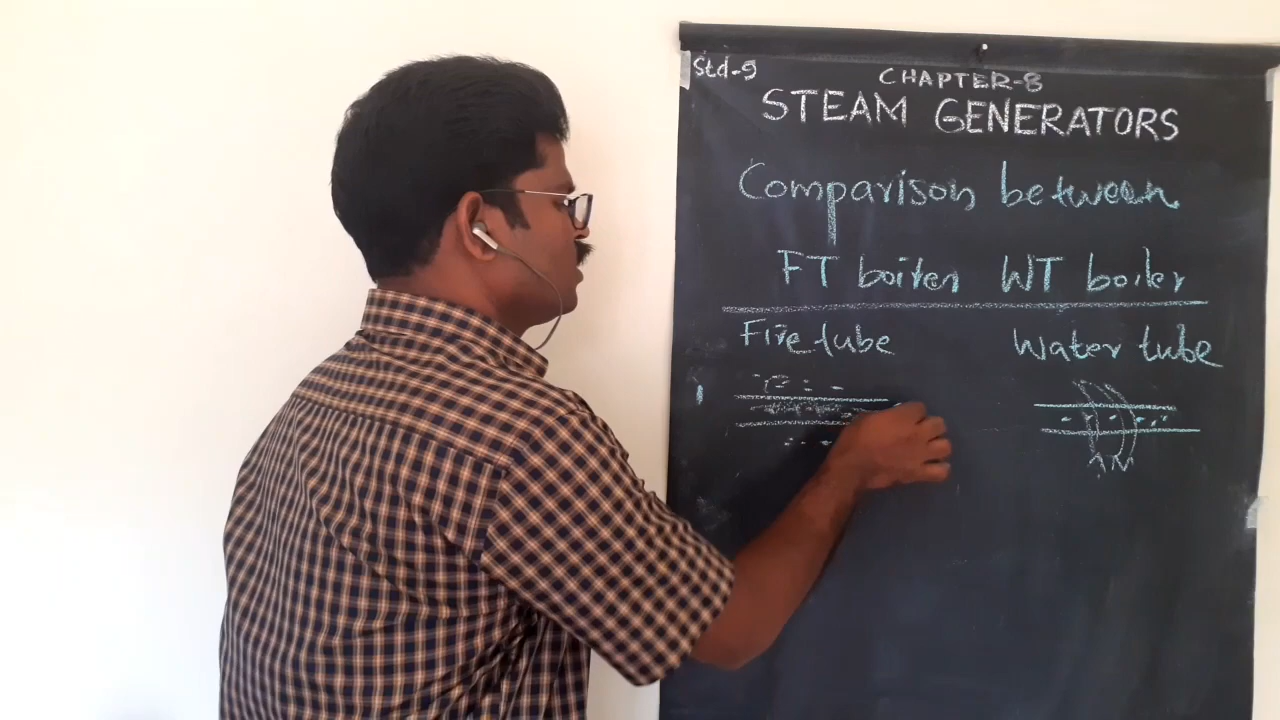 Std-9
CHAPTER-8
STEAM GENERATORS
Comparison between
FT boiler WT boiler
Fire tube Water tube
1